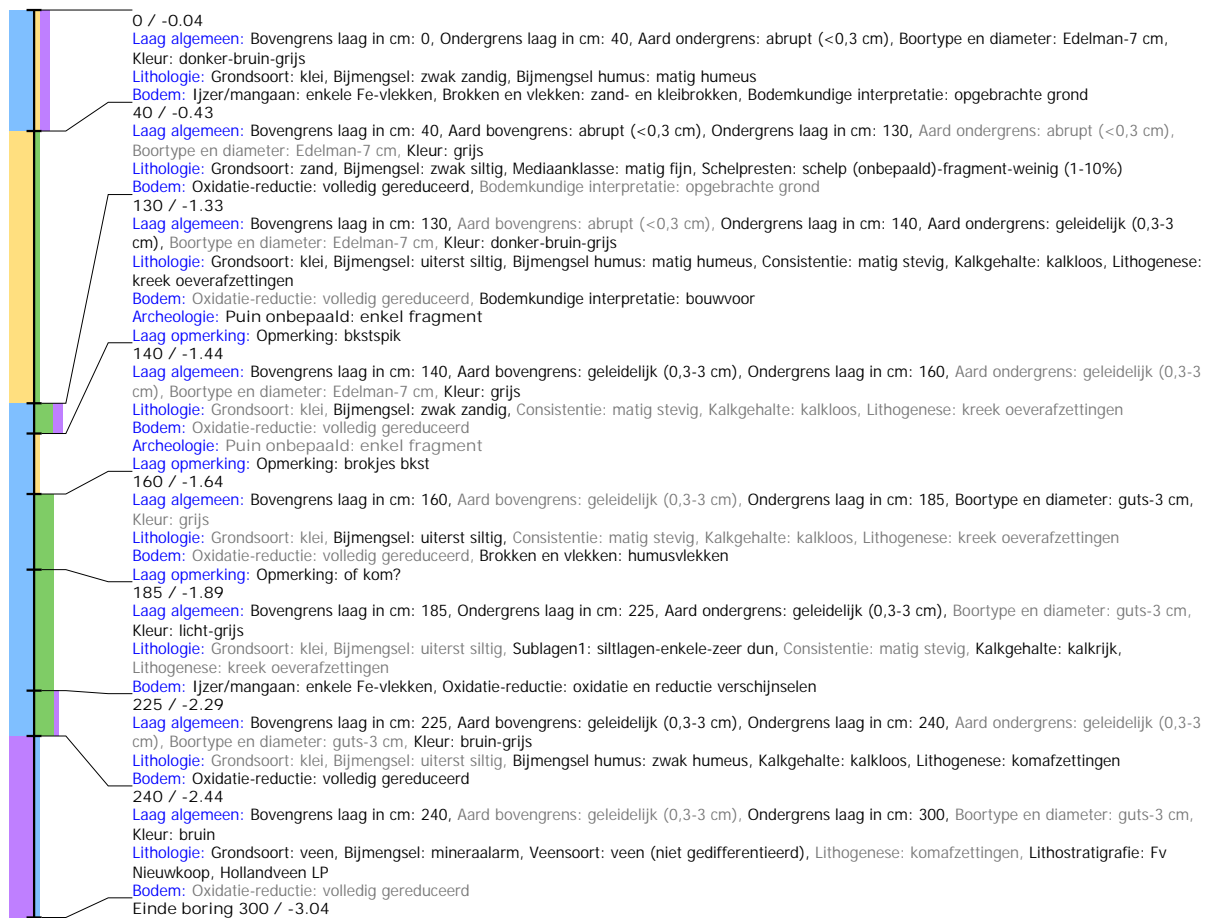 0 / -0.04
Laag algemeen: Bovengrens laag in cm: 0, Ondergrens laag in cm: 40, Aard ondergrens: abrupt (<0,3 cm), Boortype en diameter: Edelman-7 cm,
Kleur: donker-bruin-grijs
Lithologie: Grondsoort: klei, Bijmengsel: zwak zandig, Bijmengsel humus: matig humeus
Bodem: Ijzer/mangaan: enkele Fe-vlekken, Brokken en vlekken: zand- en kleibrokken, Bodemkundige interpretatie: opgebrachte grond
40 / -0.43
Laag algemeen: Bovengrens laag in cm: 40, Aard bovengrens: abrupt (<0,3 cm), Ondergrens laag in cm: 130, Aard ondergrens: abrupt (<0,3 cm),
Boortype en diameter: Edelman-7 cm, Kleur: grijs
Lithologie: Grondsoort: zand, Bijmengsel: zwak siltig, Mediaanklasse: matig fijn, Schelpresten: schelp (onbepaald)-fragment-weinig (1-10%)
Bodem: Oxidatie-reductie: volledig gereduceerd, Bodemkundige interpretatie: opgebrachte grond
130 / -1.33
Laag algemeen: Bovengrens laag in cm: 130, Aard bovengrens: abrupt (<0,3 cm), Ondergrens laag in cm: 140, Aard ondergrens: geleidelijk (0,3-3
cm), Boortype en diameter: Edelman-7 cm, Kleur: donker-bruin-grijs
Lithologie: Grondsoort: klei, Bijmengsel: uiterst siltig, Bijmengsel humus: matig humeus, Consistentie: matig stevig, Kalkgehalte: kalkloos, Lithogenese:
kreek oeverafzettingen
Bodem: Oxidatie-reductie: volledig gereduceerd, Bodemkundige interpretatie: bouwvoor
Archeologie: Puin onbepaald: enkel fragment
Laag opmerking: Opmerking: bkstspik
140 / -1.44
Laag algemeen: Bovengrens laag in cm: 140, Aard bovengrens: geleidelijk (0,3-3 cm), Ondergrens laag in cm: 160, Aard ondergrens: geleidelijk (0,3-3
cm), Boortype en diameter: Edelman-7 cm, Kleur: grijs
Lithologie: Grondsoort: klei, Bijmengsel: zwak zandig, Consistentie: matig stevig, Kalkgehalte: kalkloos, Lithogenese: kreek oeverafzettingen
Bodem: Oxidatie-reductie: volledig gereduceerd
Archeologie: Puin onbepaald: enkel fragment
Laag opmerking: Opmerking: brokjes bkst
160 / -1.64
Laag algemeen: Bovengrens laag in cm: 160, Aard bovengrens: geleidelijk (0,3-3 cm), Ondergrens laag in cm: 185, Boortype en diameter: guts-3 cm,
Kleur: grijs
Lithologie: Grondsoort: klei, Bijmengsel: uiterst siltig, Consistentie: matig stevig, Kalkgehalte: kalkloos, Lithogenese: kreek oeverafzettingen
Bodem: Oxidatie-reductie: volledig gereduceerd, Brokken en vlekken: humusvlekken
Laag opmerking: Opmerking: of kom?
185 / -1.89
Laag algemeen: Bovengrens laag in cm: 185, Ondergrens laag in cm: 225, Aard ondergrens: geleidelijk (0,3-3 cm), Boortype en diameter: guts-3 cm,
Kleur: licht-grijs
Lithologie: Grondsoort: klei, Bijmengsel: uiterst siltig, Sublagen1: siltlagen-enkele-zeer dun, Consistentie: matig stevig, Kalkgehalte: kalkrijk,
Lithogenese: kreek oeverafzettingen
Bodem: Ijzer/mangaan: enkele Fe-vlekken, Oxidatie-reductie: oxidatie en reductie verschijnselen
225 / -2.29
Laag algemeen: Bovengrens laag in cm: 225, Aard bovengrens: geleidelijk (0,3-3 cm), Ondergrens laag in cm: 240, Aard ondergrens: geleidelijk (0,3-3
cm), Boortype en diameter: guts-3 cm, Kleur: bruin-grijs
Lithologie: Grondsoort: klei, Bijmengsel: uiterst siltig, Bijmengsel humus: zwak humeus, Kalkgehalte: kalkloos, Lithogenese: komafzettingen
Bodem: Oxidatie-reductie: volledig gereduceerd
240 / -2.44
Laag algemeen: Bovengrens laag in cm: 240, Aard bovengrens: geleidelijk (0,3-3 cm), Ondergrens laag in cm: 300, Boortype en diameter: guts-3 cm,
Kleur: bruin
Lithologie: Grondsoort: veen, Bijmengsel: mineraalarm, Veensoort: veen (niet gedifferentieerd), Lithogenese: komafzettingen, Lithostratigrafie: Fv
Nieuwkoop, Hollandveen LP
Bodem: Oxidatie-reductie: volledig gereduceerd
Einde boring 300 / -3.04